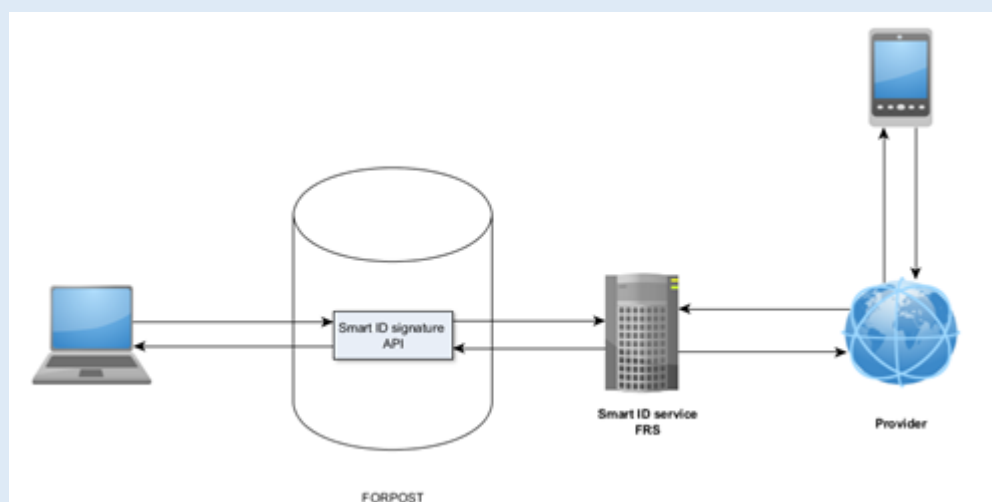 Smart ID signature
API
Smart ID service
FRS
Provider
FORPOST